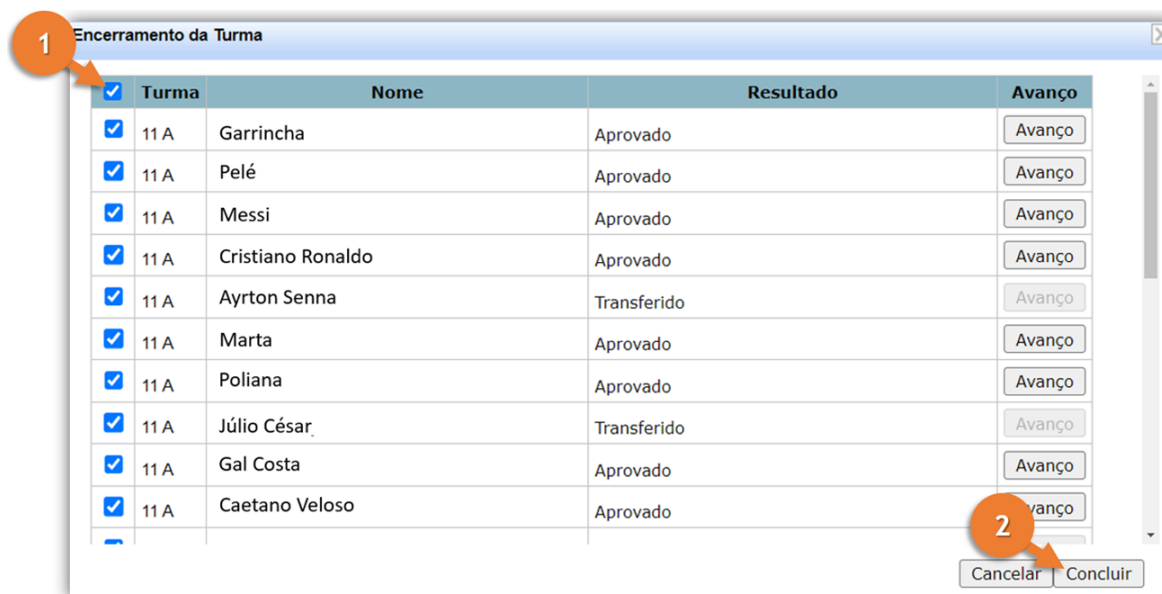 1
Encerramento da Turma
Turma Nome Resultado Avanço
11 A Garrincha Aprovado Avanço
11 A Pelé Aprovado Avanço
11 A Messi Aprovado Avanço
11 A Cristiano Ronaldo Aprovado Avanço
11 A Ayrton Senna Transferido Avanço
11 A Marta Aprovado Avanço
11 A Poliana Aprovado Avanço
11 A Júlio César Transferido Avanço
11 A Gal Costa Aprovado Avanço
11 A Caetano Veloso Aprovado vanço
2
Cancelar Concluir